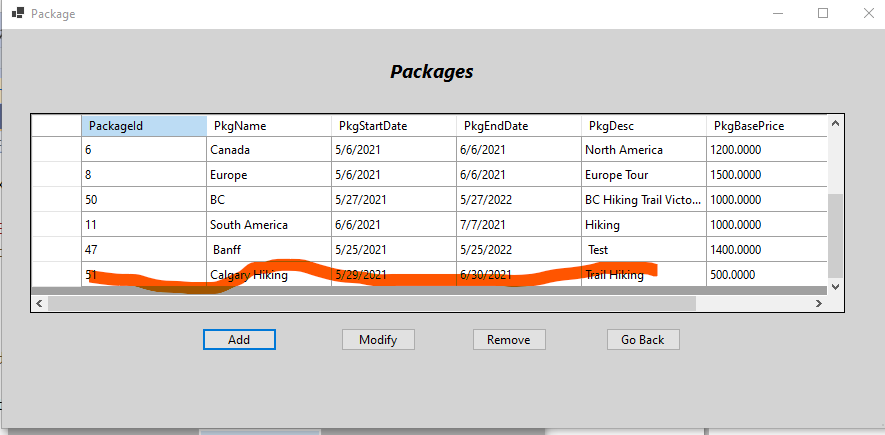 Package
Packages
PackageId PkgName PkgStartDate PkgEndDate PkgDesc PkgBasePrice
6 Canada 5/6/2021 6/6/2021 North America 1200.0000
8 Europe 5/6/2021 6/6/2021 Europe Tour 1500.0000
50 BC 5/27/2021 5/27/2022 BC Hiking Trail Victo... 1000.0000
11 South America 6/6/2021 7/7/2021 Hiking 1000.0000
47 Banff 5/25/2021 5/25/2022 Test 1400.0000
51 Calgary Hiking 5/29/2021 6/30/2021 Trail Hiking 500.0000
Add Modify Remove Go Back